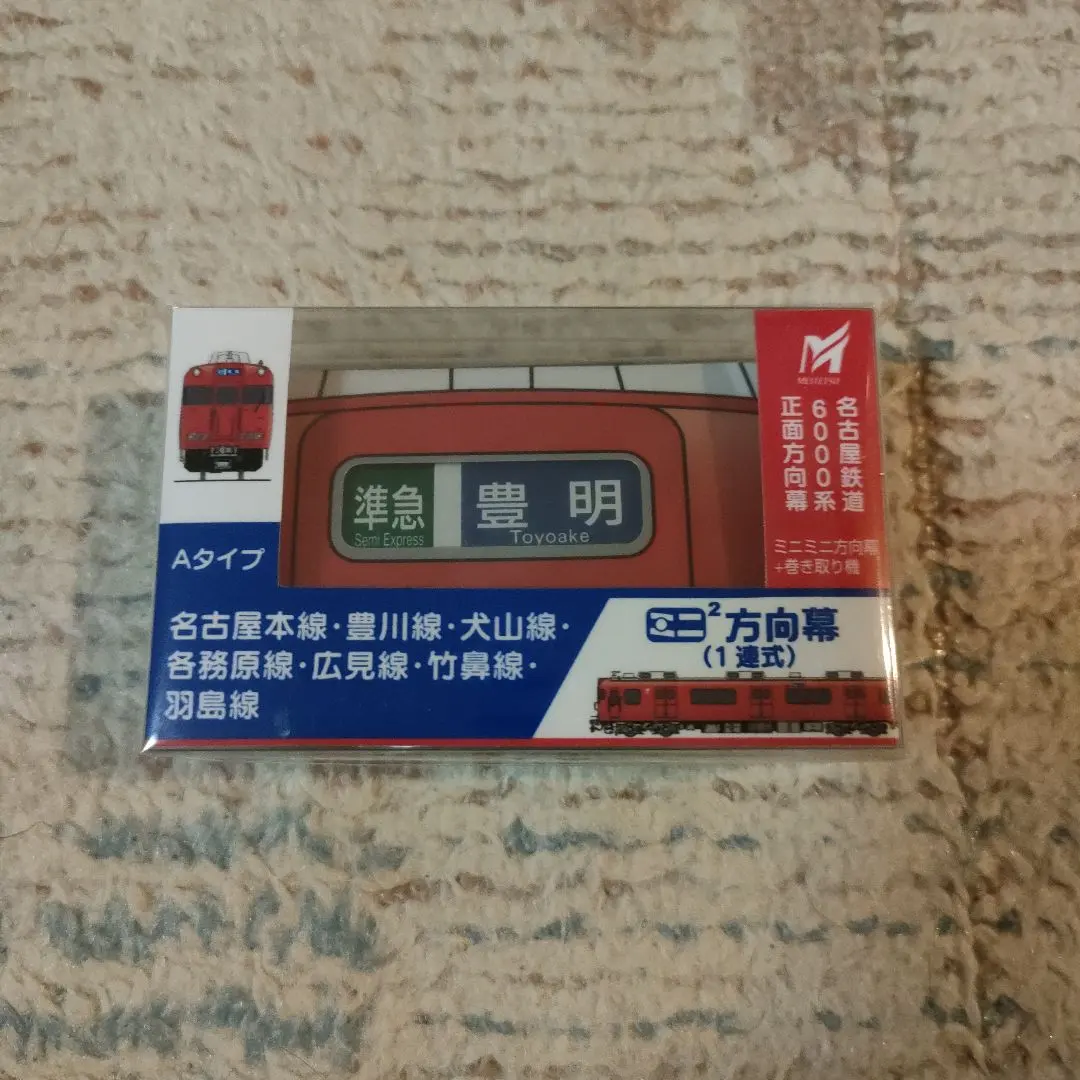 MEITETSU
名古屋鉄道
6000系
正面方向幕
ミニミニ方向幕
+巻き取り機
準急
Semi Express
豊明
Toyoake
Aタイプ
名古屋本線・豊川線・犬山線・
各務原線・広見線・竹鼻線・
羽島線
ミニ²方向幕
(1連式)